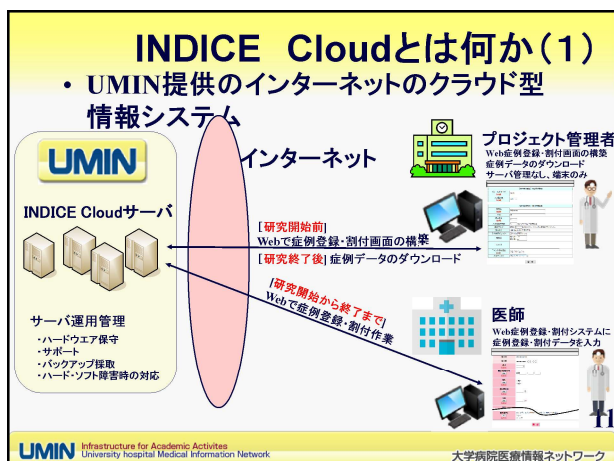 INDICE Cloudとは何か(1)
• UMIN提供のインターネットのクラウド型
情報システム
UMIN
INDICE Cloudサーバ
サーバ運用管理
・ハードウエア保守
・サポート
・バックアップ採取
・ハード・ソフト障害時の対応
インターネット
[研究開始前]
Webで症例登録・割付画面の構築
[研究終了後] 症例データのダウンロード
[研究開始から終了まで]
Webで症例登録・割付作業
プロジェクト管理者
Web症例登録・割付画面の構築
症例データのダウンロード
サーバ管理なし、端末のみ
医師
Web症例登録・割付システムに
症例登録・割付データを入力
11
UMIN
Infrastructure for Academic Activites
University hospital Medical Information Network
大学病院医療情報ネットワーク